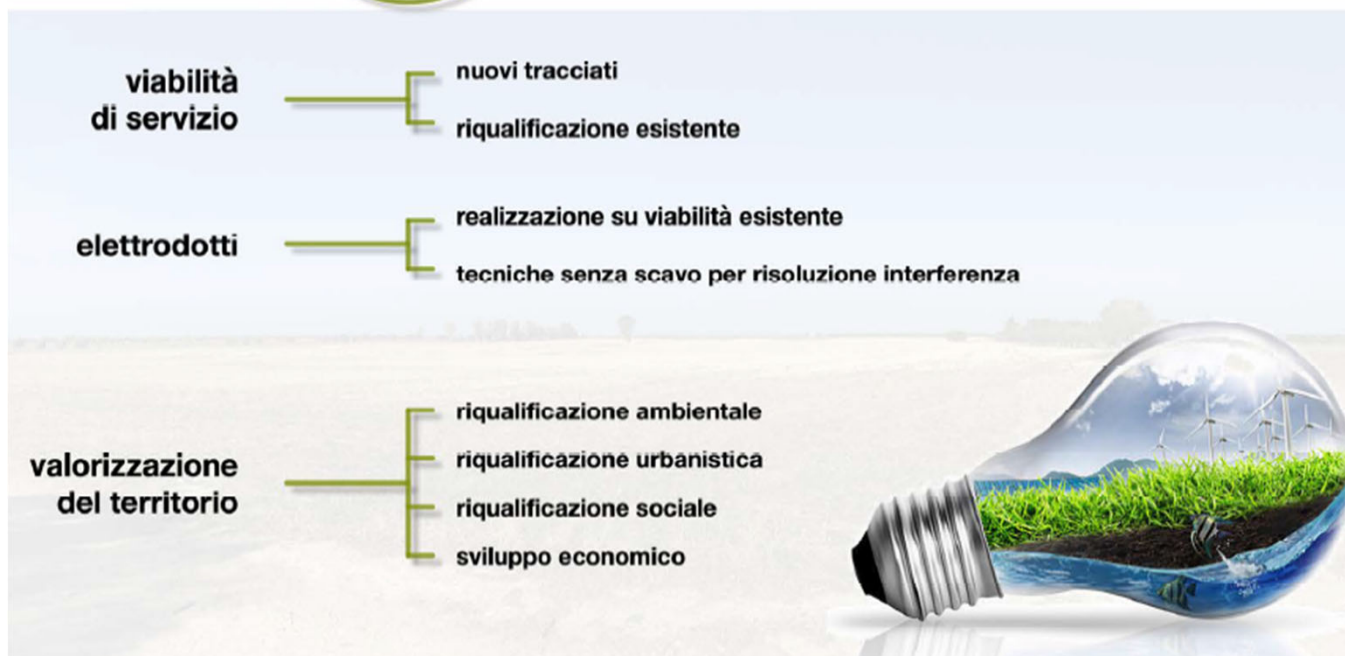 viabilità
di servizio
nuovi tracciati
riqualificazione esistente
elettrodotti
realizzazione su viabilità esistente
tecniche senza scavo per risoluzione interferenza
valorizzazione
del territorio
riqualificazione ambientale
riqualificazione urbanistica
riqualificazione sociale
sviluppo economico